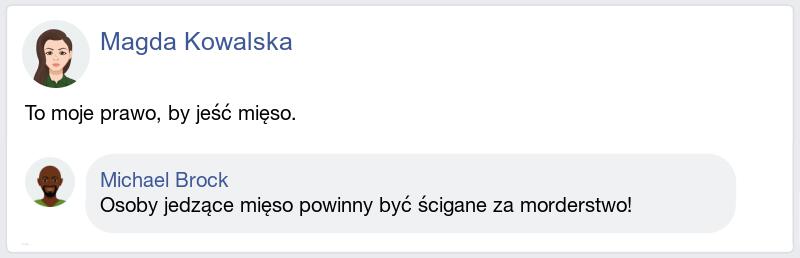 Magda Kowalska
To moje prawo, by jeść mięso.
Michael Brock
Osoby jedzące mięso powinny być ścigane za morderstwo!